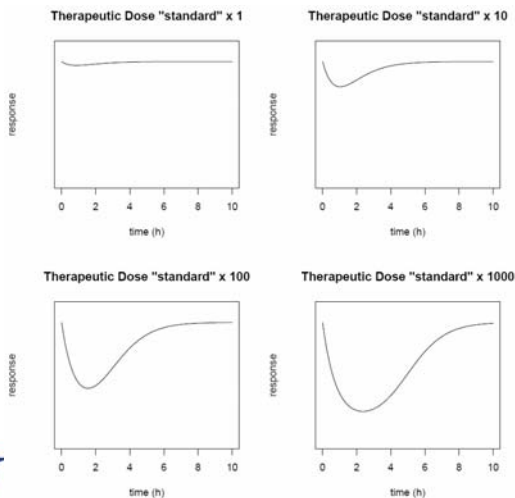 Therapeutic Dose "standard" x 1
response
0 2 4 6 8 10
time (h)
Therapeutic Dose "standard" x 10
response
0 2 4 6 8 10
time (h)
Therapeutic Dose "standard" x 100
response
0 2 4 6 8 10
time (h)
Therapeutic Dose "standard" x 1000
response
0 2 4 6 8 10
time (h)